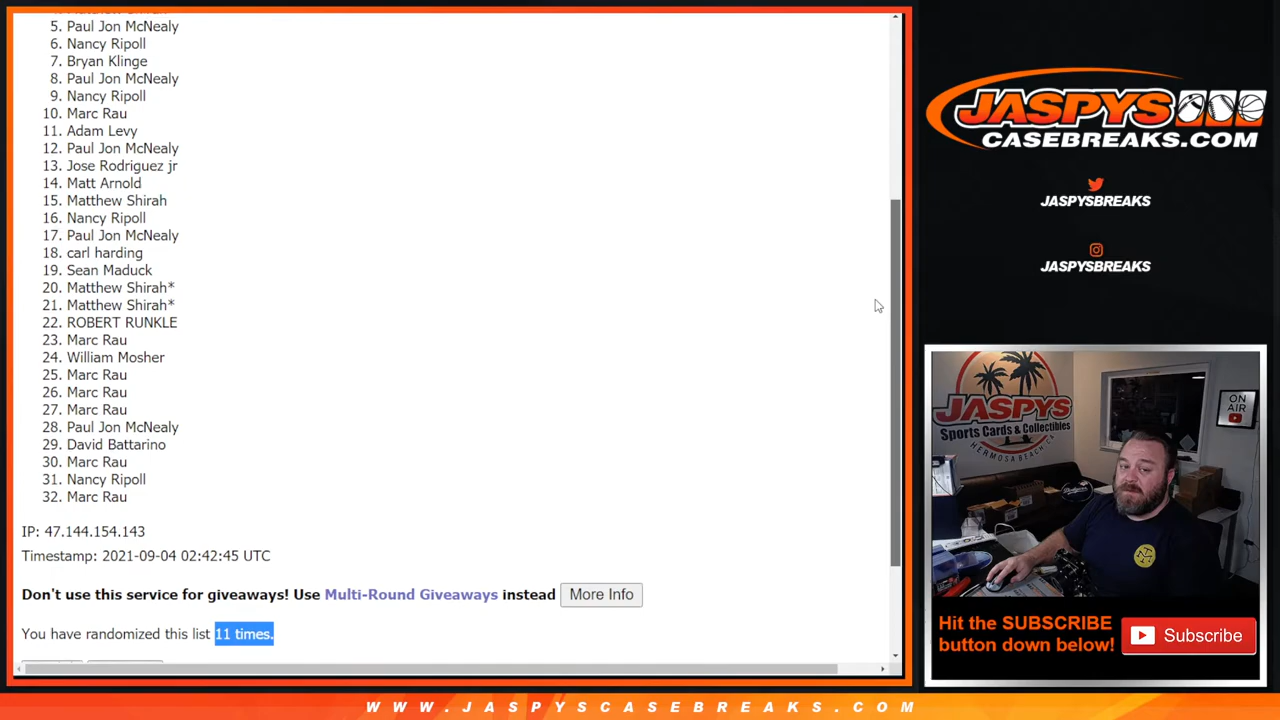 5. Paul Jon McNealy
6. Nancy Ripoll
7. Bryan Klinge
8. Paul Jon McNealy
9. Nancy Ripoll
10. Marc Rau
11. Adam Levy
12. Paul Jon McNealy
13. Jose Rodriguez jr
14. Matt Arnold
15. Matthew Shirah
16. Nancy Ripoll
17. Paul Jon McNealy
18. carl harding
19. Sean Maduck
20. Matthew Shirah*
21. Matthew Shirah*
22. ROBERT RUNKLE
23. Marc Rau
24. William Mosher
25. Marc Rau
26. Marc Rau
27. Marc Rau
28. Paul Jon McNealy
29. David Battarino
30. Marc Rau
31. Nancy Ripoll
32. Marc Rau
IP: 47.144.154.143
Timestamp: 2021-09-04 02:42:45 UTC
Don't use this service for giveaways! Use Multi-Round Giveaways instead More Info
You have randomized this list 11 times.
JASPYS
CASEBREAKS.COM
JASPYSBREAKS
JASPYSBREAKS
JASPYS
Sports Cards & Collectibles
HERMOSA BEACH, CA
ON
AIR
Hit the SUBSCRIBE
button down below!
Subscribe
WWW.JASPYSCASEBREAKS.COM